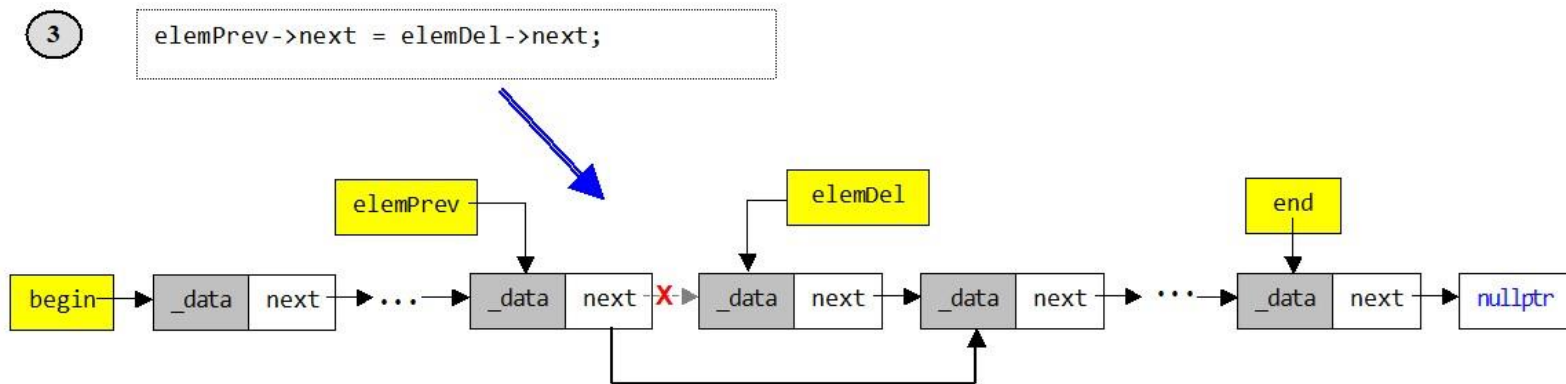 3
elemPrev->next = elemDel->next;
elemPrev
elemDel
end
begin
_data next
...
_data next
X
_data next
_data next
...
_data next
nullptr